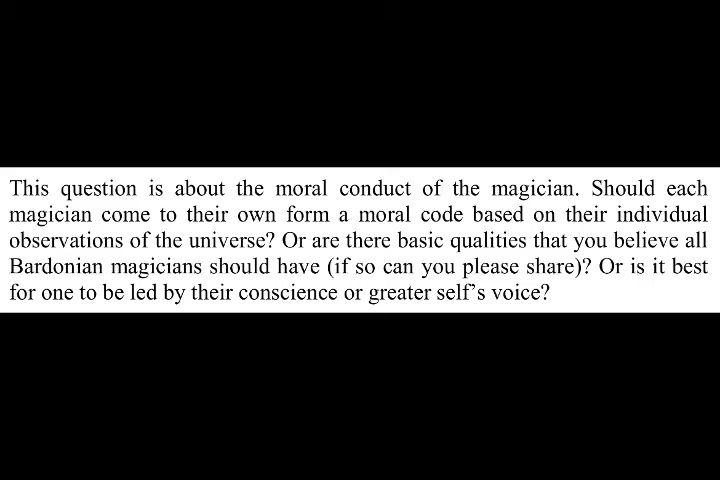 This question is about the moral conduct of the magician. Should each
magician come to their own form a moral code based on their individual
observations of the universe? Or are there basic qualities that you believe all
Bardonian magicians should have (if so can you please share)? Or is it best
for one to be led by their conscience or greater self's voice?